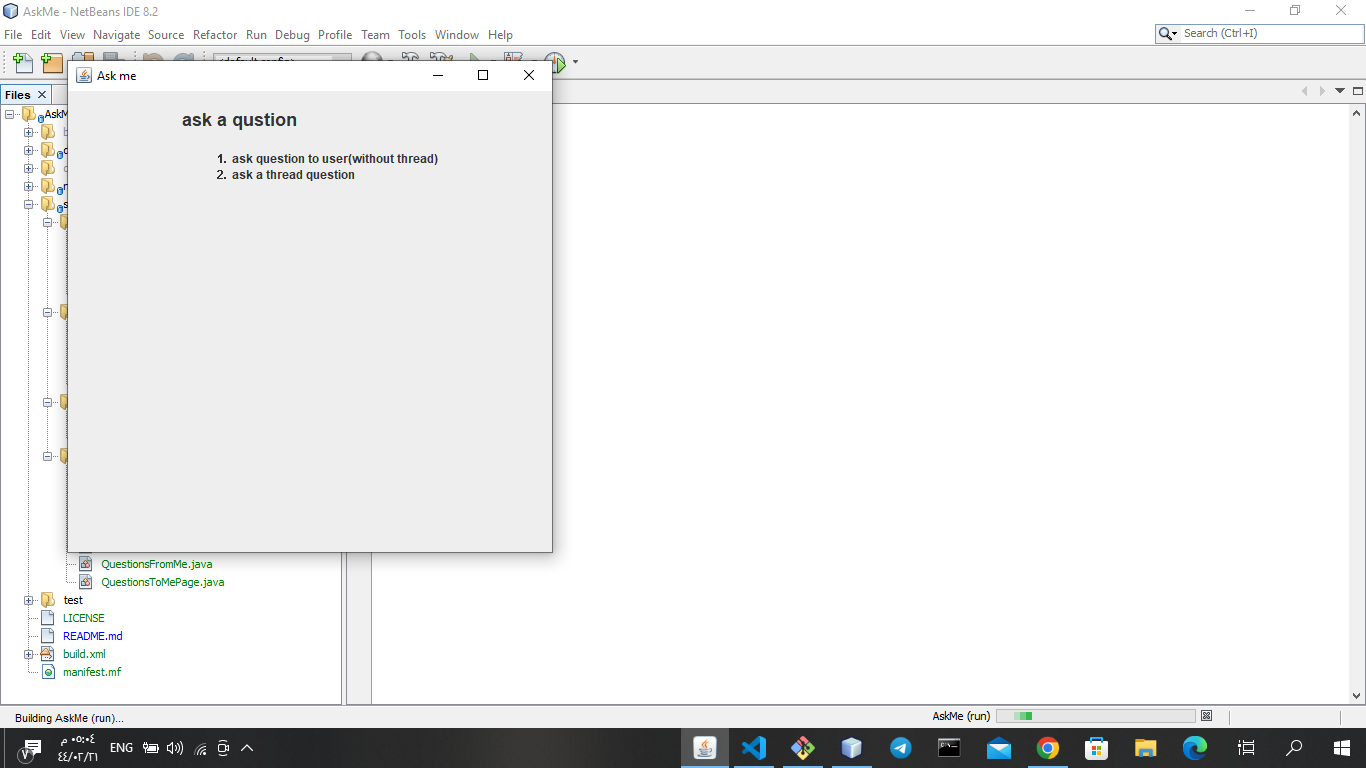 AskMe - NetBeans IDE 8.2
File Edit View Navigate Source Refactor Run Debug Profile Team Tools Window Help
Search (Ctrl+I)
Ask me
Files
ask a qustion
1. ask question to user(without thread)
2. ask a thread question
QuestionsFromMe.java
QuestionsToMePage.java
test
LICENSE
README.md
build.xml
manifest.mf
Building AskMe (run)...
AskMe (run)
ENG
٠٥:٠٤ م
٤٤/٠٢/٢١